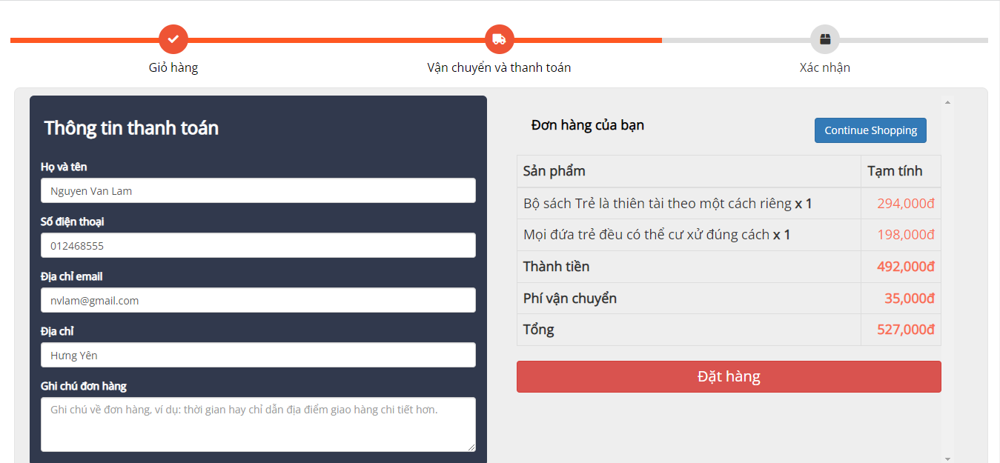 Giỏ hàng
Vận chuyển và thanh toán
Xác nhận
Thông tin thanh toán
Họ và tên
Nguyen Van Lam
Số điện thoại
012468555
Địa chỉ email
nvlam@gmail.com
Địa chỉ
Hưng Yên
Ghi chú đơn hàng
Ghi chú về đơn hàng, ví dụ: thời gian hay chỉ dẫn địa điểm giao hàng chi tiết hơn.
Đơn hàng của bạn
Continue Shopping
Sản phẩm Tạm tính
Bộ sách Trẻ là thiên tài theo một cách riêng x 1 294,000đ
Mọi đứa trẻ đều có thể cư xử đúng cách x 1 198,000đ
Thành tiền 492,000đ
Phí vận chuyển 35,000đ
Tổng 527,000đ
Đặt hàng